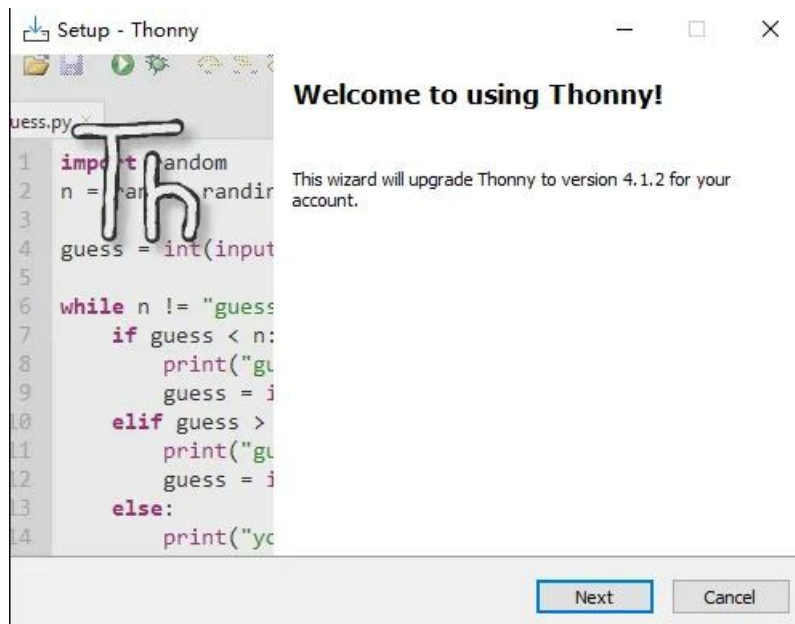 Setup - Thonny
uess.py
Th
Welcome to using Thonny!
This wizard will upgrade Thonny to version 4.1.2 for your
account.
1 import random
2 n = ran randin
3
4 guess = int(input
5
6 while n != "guess
7 if guess < n:
8 print("gu
9 guess = i
10 elif guess >
11 print("gu
12 guess = i
13 else:
14 print("yo
Next
Cancel